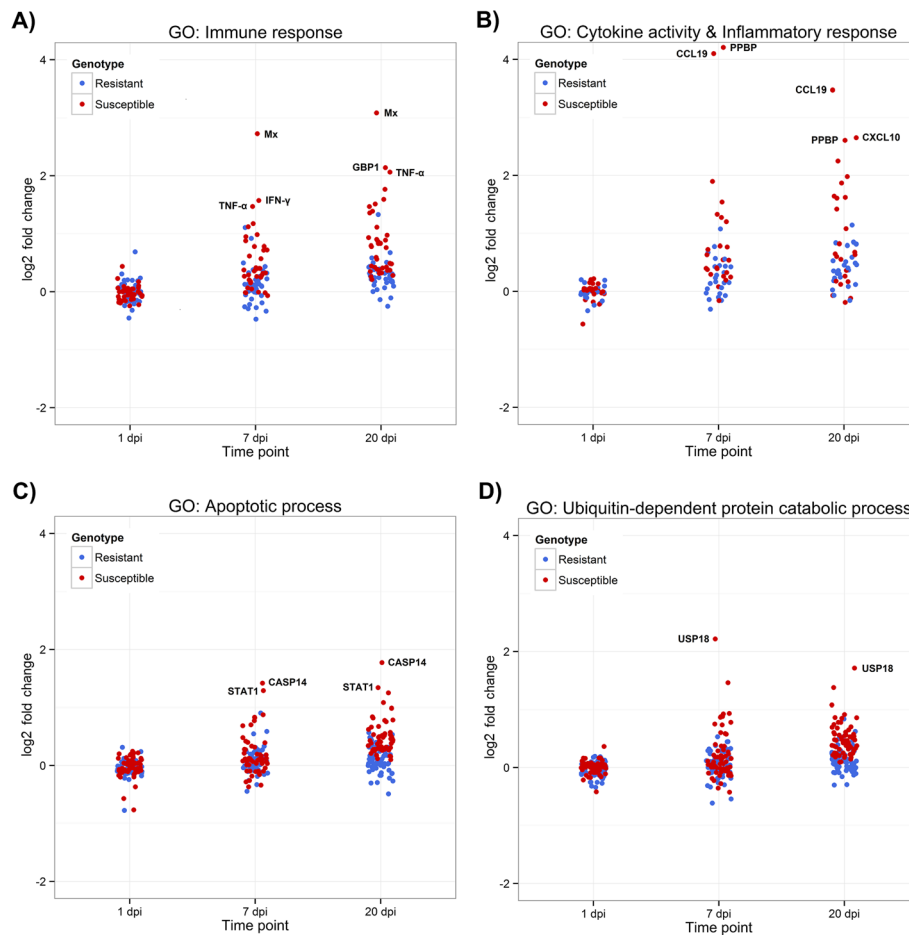 A)
GO: Immune response
Genotype
Resistant
Susceptible
4
2
0
-2
log2 fold change
Mx
TNF-α
IFN-γ
Mx
GBP1
TNF-α
1 dpi
7 dpi
20 dpi
Time point
B)
GO: Cytokine activity & Inflammatory response
Genotype
Resistant
Susceptible
4
2
0
-2
log2 fold change
CCL19
PPBP
CCL19
PPBP
CXCL10
1 dpi
7 dpi
20 dpi
Time point
C)
GO: Apoptotic process
Genotype
Resistant
Susceptible
4
2
0
-2
log2 fold change
CASP14
STAT1
CASP14
STAT1
1 dpi
7 dpi
20 dpi
Time point
D)
GO: Ubiquitin-dependent protein catabolic process
Genotype
Resistant
Susceptible
4
2
0
-2
log2 fold change
USP18
USP18
1 dpi
7 dpi
20 dpi
Time point